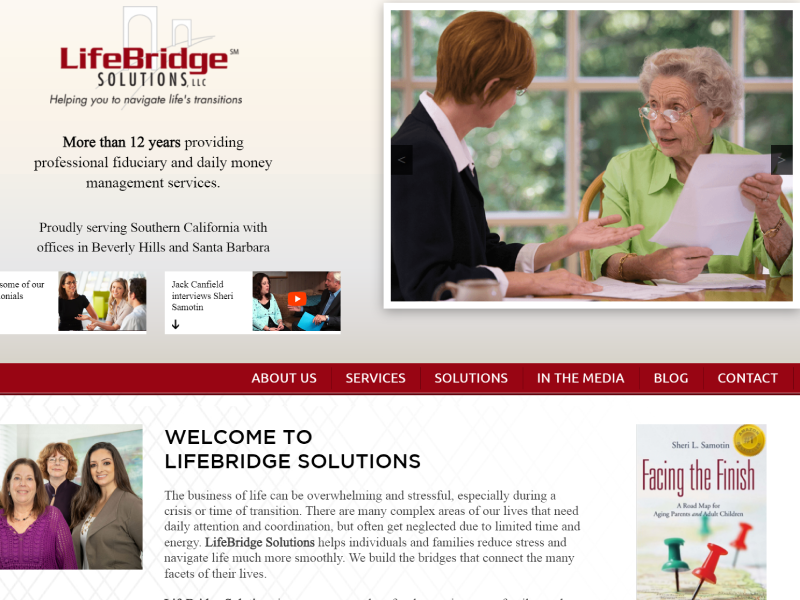 LifeBridge SM
SOLUTIONS, LLC
Helping you to navigate life's transitions
More than 12 years providing
professional fiduciary and daily money
management services.
Proudly serving Southern California with
offices in Beverly Hills and Santa Barbara
some of our
onials
Jack Canfield
interviews Sheri
Samotin
<
>
ABOUT US SERVICES SOLUTIONS IN THE MEDIA BLOG CONTACT
WELCOME TO
LIFEBRIDGE SOLUTIONS
The business of life can be overwhelming and stressful, especially during a
crisis or time of transition. There are many complex areas of our lives that need
daily attention and coordination, but often get neglected due to limited time and
energy. LifeBridge Solutions helps individuals and families reduce stress and
navigate life much more smoothly. We build the bridges that connect the many
facets of their lives.
Sheri L. Samotin
Facing the Finish
A Road Map for
Aging Parents and Adult Children